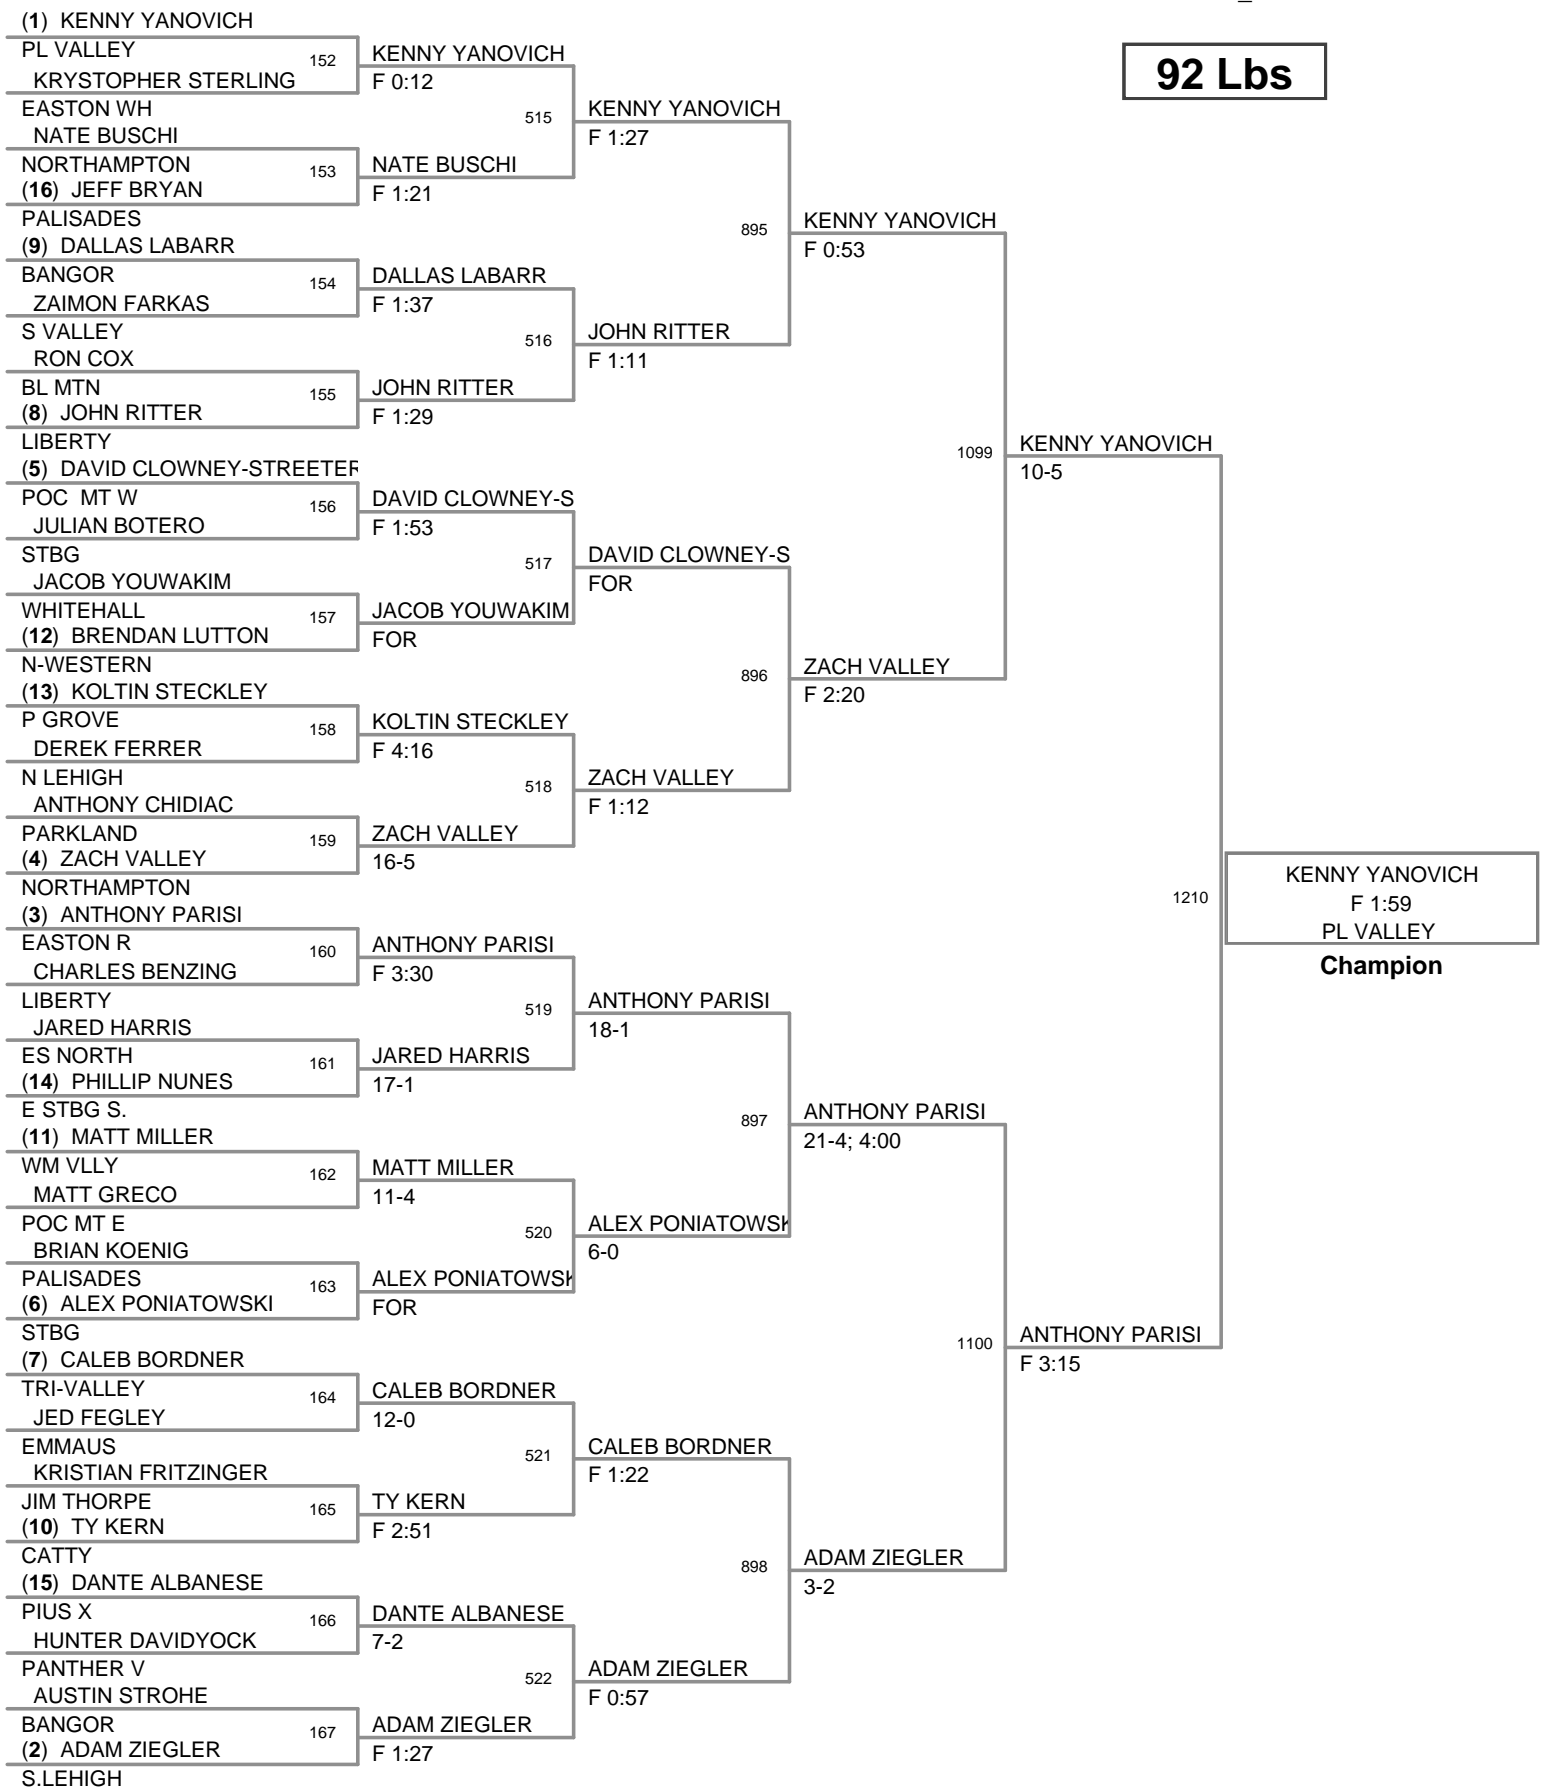 (1) KENNY YANOVICH
PL VALLEY
KRYSTOPHER STERLING
EASTON WH
NATE BUSCHI
NORTHAMPTON
(16) JEFF BRYAN
PALISADES
(9) DALLAS LABARR
BANGOR
ZAIMON FARKAS
S VALLEY
RON COX
BL MTN
(8) JOHN RITTER
LIBERTY
(5) DAVID CLOWNEY-STREETER
POC MT W
JULIAN BOTERO
STBG
JACOB YOUWAKIM
WHITEHALL
(12) BRENDAN LUTTON
N-WESTERN
(13) KOLTIN STECKLEY
P GROVE
DEREK FERRER
N LEHIGH
ANTHONY CHIDIAC
PARKLAND
(4) ZACH VALLEY
NORTHAMPTON
(3) ANTHONY PARISI
EASTON R
CHARLES BENZING
LIBERTY
JARED HARRIS
ES NORTH
(14) PHILLIP NUNES
E STBG S.
(11) MATT MILLER
WM VLLY
MATT GRECO
POC MT E
BRIAN KOENIG
PALISADES
(6) ALEX PONIATOWSKI
STBG
(7) CALEB BORDNER
TRI-VALLEY
JED FEGLEY
EMMAUS
KRISTIAN FRITZINGER
JIM THORPE
(10) TY KERN
CATTY
(15) DANTE ALBANESE
PIUS X
HUNTER DAVIDYOCK
PANTHER V
AUSTIN STROHE
BANGOR
(2) ADAM ZIEGLER
S.LEHIGH
152
153
154
155
156
157
158
159
160
161
162
163
164
165
166
167
KENNY YANOVICH
F 0:12
NATE BUSCHI
F 1:21
DALLAS LABARR
F 1:37
JOHN RITTER
F 1:29
DAVID CLOWNEY-S
F 1:53
JACOB YOUWAKIM
FOR
KOLTIN STECKLEY
F 4:16
ZACH VALLEY
16-5
ANTHONY PARISI
F 3:30
JARED HARRIS
17-1
MATT MILLER
11-4
ALEX PONIATOWSK
FOR
CALEB BORDNER
12-0
TY KERN
F 2:51
DANTE ALBANESE
7-2
ADAM ZIEGLER
F 1:27
515
516
517
518
519
520
521
522
KENNY YANOVICH
F 1:27
JOHN RITTER
F 1:11
DAVID CLOWNEY-S
FOR
ZACH VALLEY
F 1:12
ANTHONY PARISI
18-1
ALEX PONIATOWSK
6-0
CALEB BORDNER
F 1:22
ADAM ZIEGLER
F 0:57
895
896
897
898
KENNY YANOVICH
F 0:53
ZACH VALLEY
F 2:20
ANTHONY PARISI
21-4; 4:00
ADAM ZIEGLER
3-2
1099
1100
KENNY YANOVICH
10-5
ANTHONY PARISI
F 3:15
1210
92 Lbs
KENNY YANOVICH
F 1:59
PL VALLEY
Champion